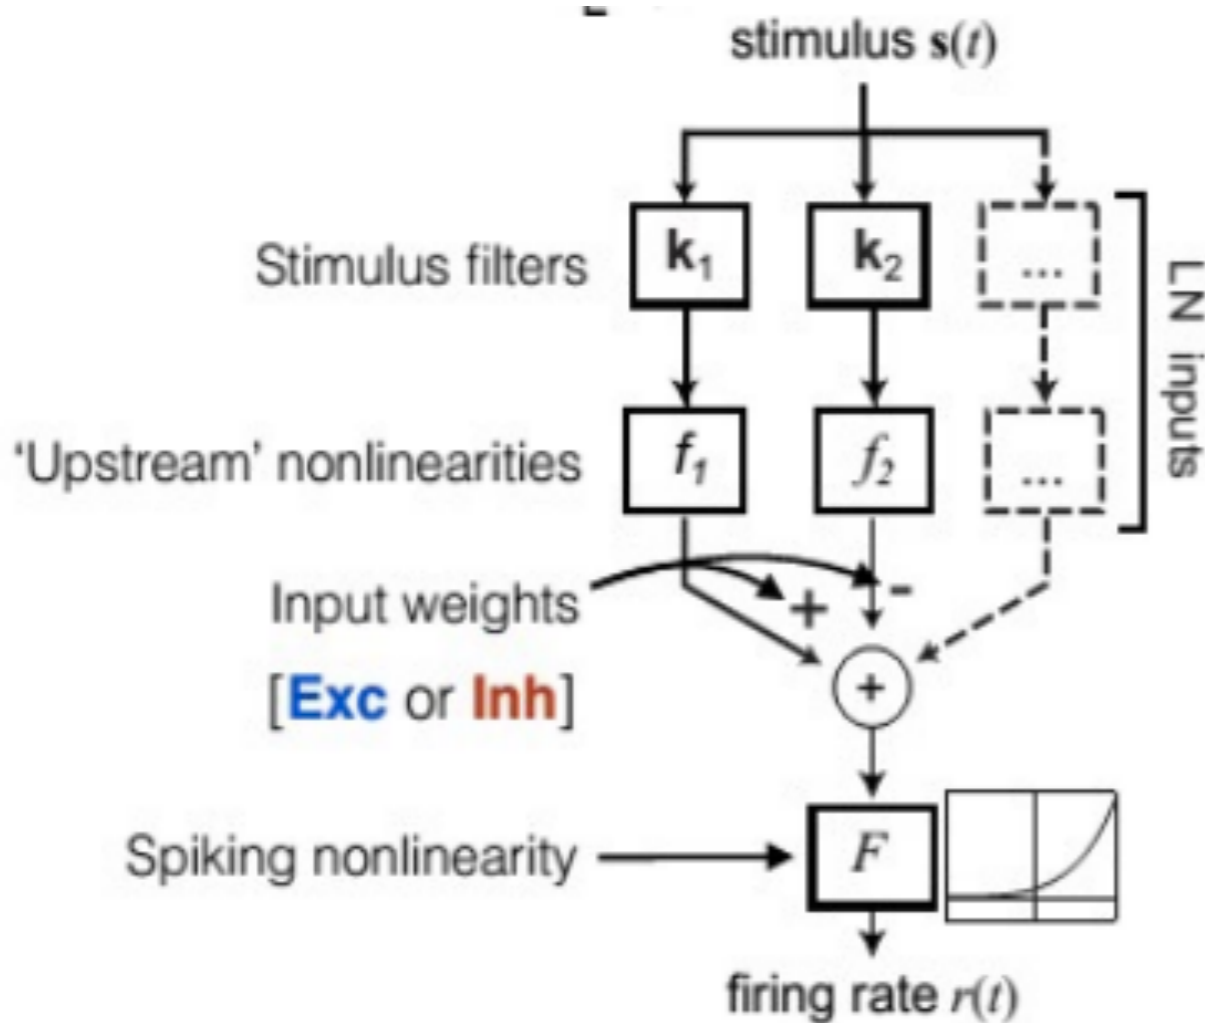 stimulus s(t)
Stimulus filters
k1
k2
...
LN inputs
'Upstream' nonlinearities
f1
f2
...
Input weights
+
-
[Exc or Inh]
+
Spiking nonlinearity
F
firing rate r(t)